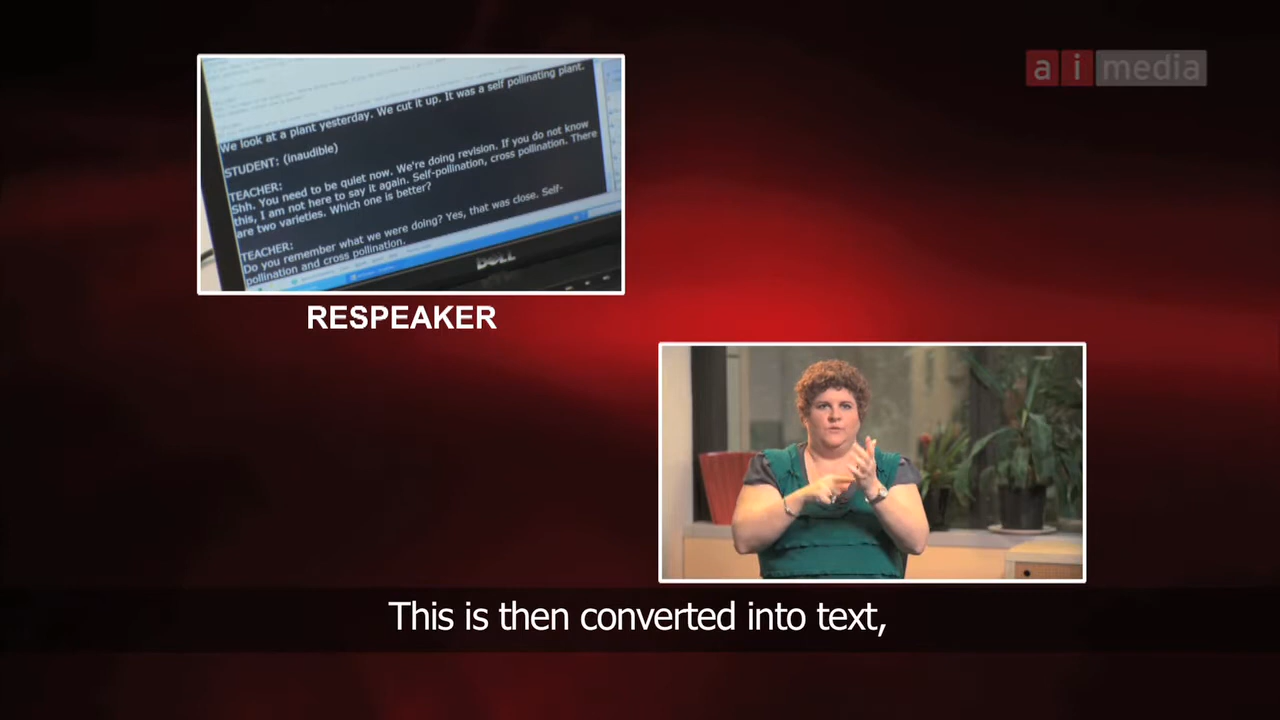 ai media
We look at a plant yesterday. We cut it up. It was a self pollinating plant.
STUDENT: (inaudible)
TEACHER:
Shh. You need to be quiet now. We're doing revision. If you do not know
this, I am not here to say it again. Self-pollination, cross pollination. There
are two varieties. Which one is better?
TEACHER:
Do you remember what we were doing? Yes, that was close. Self-
pollination and cross pollination.
DELL
RESPEAKER
This is then converted into text,